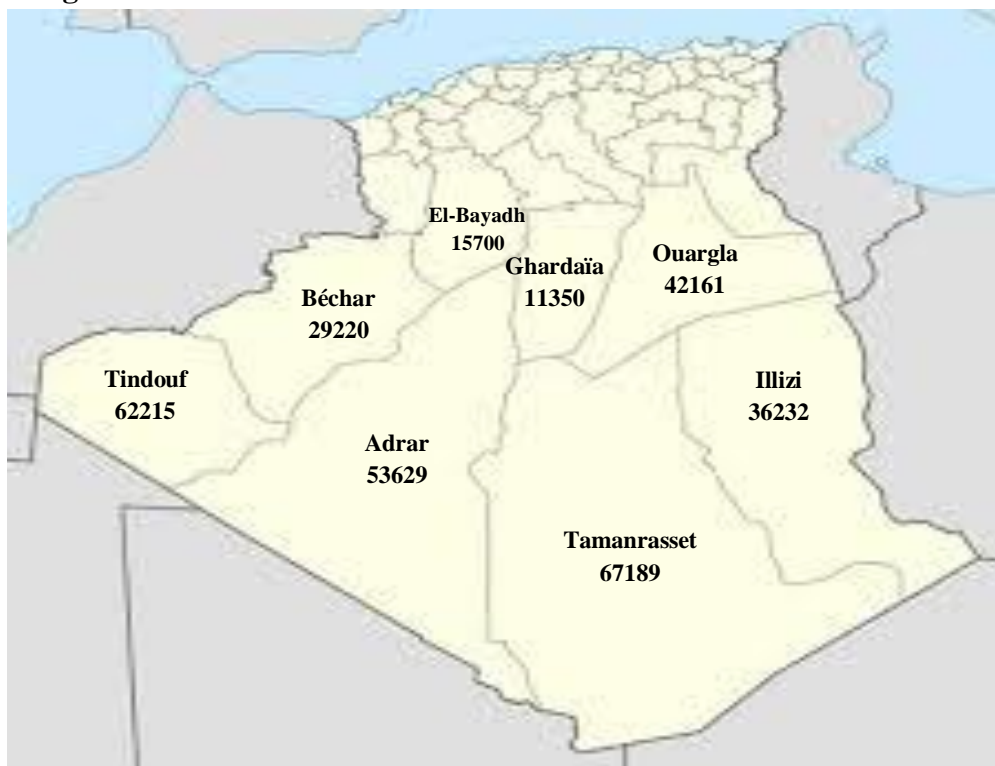 El-Bayadh
15700
Ghardaïa
11350
Ouargla
42161
Béchar
29220
Tindouf
62215
Illizi
36232
Adrar
53629
Tamanrasset
67189